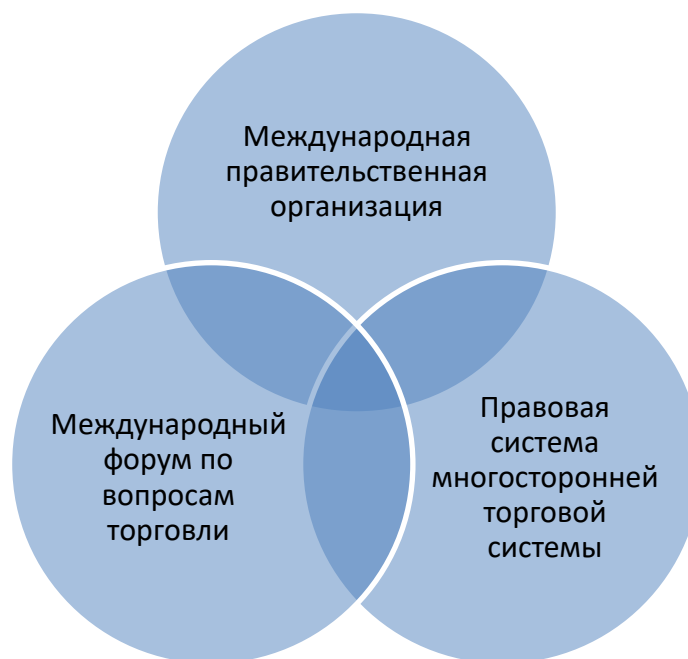 Международная
правительственная
организация
Международный
форум по
вопросам
торговли
Правовая
система
многосторонней
торговой
системы